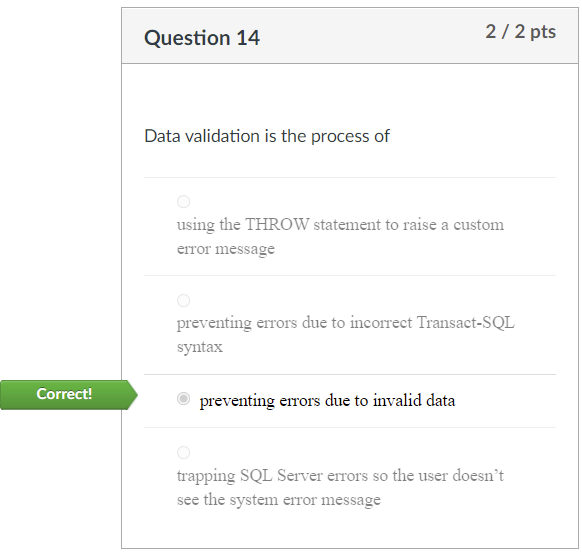 Question 14
2 / 2 pts
Data validation is the process of
using the THROW statement to raise a custom
error message
preventing errors due to incorrect Transact-SQL
syntax
Correct!
preventing errors due to invalid data
trapping SQL Server errors so the user doesn’t
see the system error message